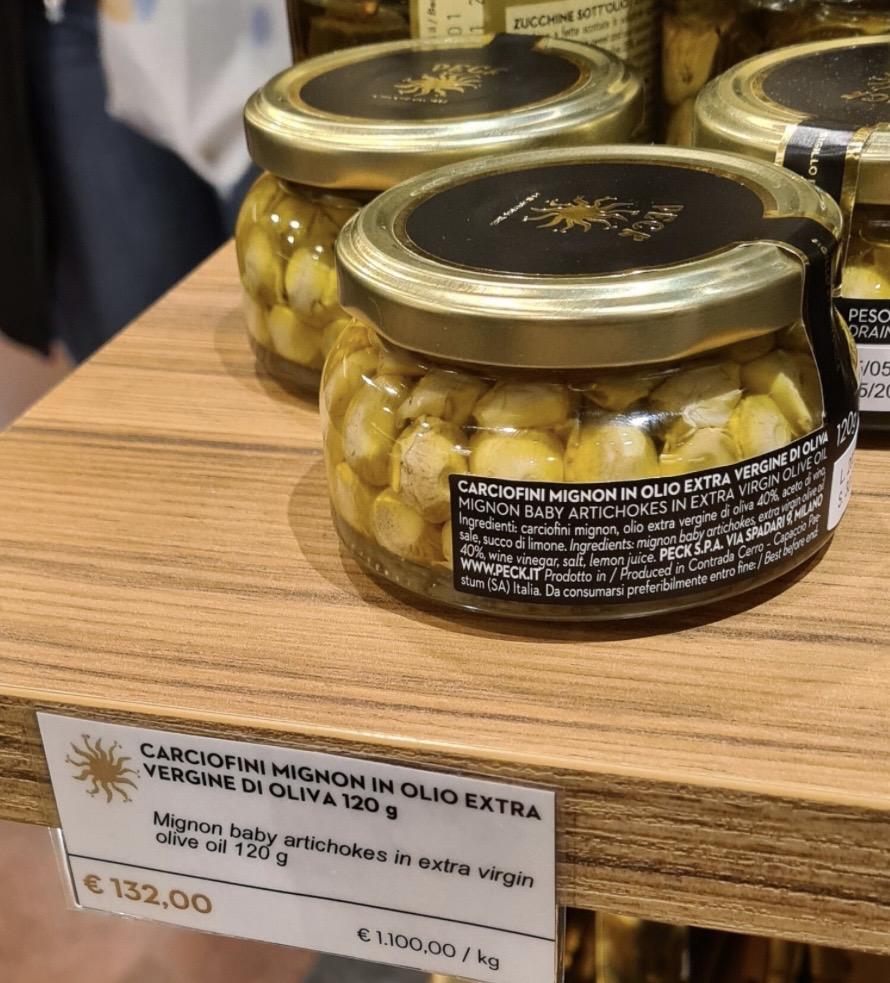 ZUCCHINE SOTT'OLIO
PECK
PECK
PESO
DRAIN
120g
CARCIOFINI MIGNON IN OLIO EXTRA VERGINE DI OLIVA
MIGNON BABY ARTICHOKES IN EXTRA VIRGIN OLIVE OIL
Ingredienti: carciofini mignon, olio extra vergine di oliva 40%, aceto di vino,
sale, succo di limone. Ingredients: mignon baby artichokes, extra virgin olive oil
40%, wine vinegar, salt, lemon juice. PECK S.P.A. VIA SPADARI 9, MILANO
WWW.PECK.IT Prodotto in / Produced in Contrada Cerro - Capaccio Pae-
stum (SA) Italia. Da consumarsi preferibilmente entro fine: / Best before end:
CARCIOFINI MIGNON IN OLIO EXTRA
VERGINE DI OLIVA 120 g
Mignon baby artichokes in extra virgin
olive oil 120 g
€ 132,00
€ 1.100,00 / kg